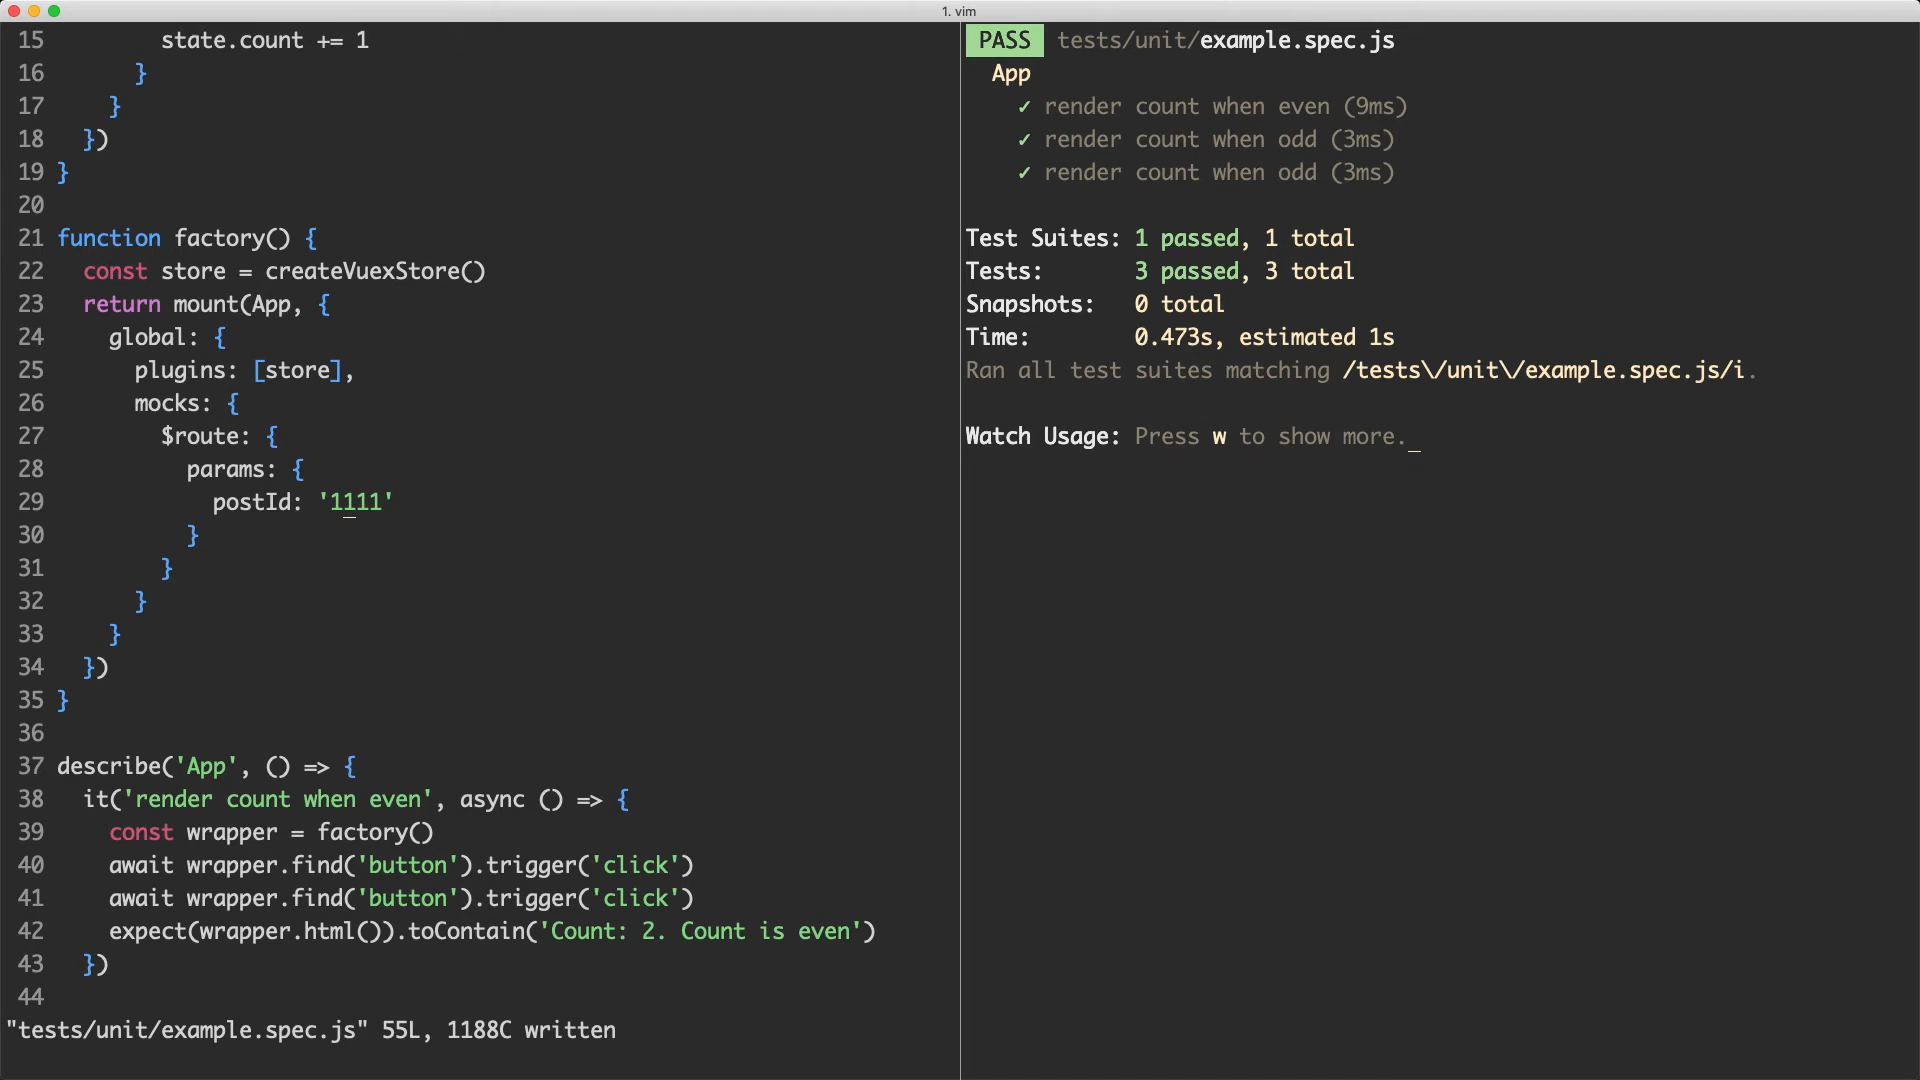 1. vim
15         state.count += 1
16       }
17     }
18   })
19 }
20
21 function factory() {
22   const store = createVuexStore()
23   return mount(App, {
24     global: {
25       plugins: [store],
26       mocks: {
27         $route: {
28           params: {
29             postId: '1111'
30           }
31         }
32       }
33     }
34   })
35 }
36
37 describe('App', () => {
38   it('render count when even', async () => {
39     const wrapper = factory()
40     await wrapper.find('button').trigger('click')
41     await wrapper.find('button').trigger('click')
42     expect(wrapper.html()).toContain('Count: 2. Count is even')
43   })
44
"tests/unit/example.spec.js" 55L, 1188C written
PASS tests/unit/example.spec.js
App
✓ render count when even (9ms)
✓ render count when odd (3ms)
✓ render count when odd (3ms)
Test Suites: 1 passed, 1 total
Tests:       3 passed, 3 total
Snapshots:   0 total
Time:        0.473s, estimated 1s
Ran all test suites matching /tests\/unit\/example.spec.js/i.
Watch Usage: Press w to show more.